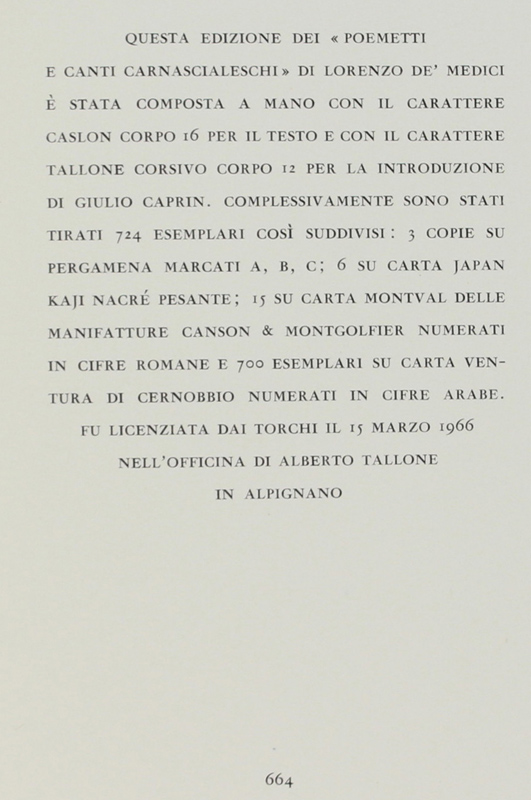 QUESTA EDIZIONE DEI « POEMETTI
E CANTI CARNASCIALESCHI» DI LORENZO DE' MEDICI
È STATA COMPOSTA A MANO CON IL CARATTERE
CASLON CORPO 16 PER IL TESTO E CON IL CARATTERE
TALLONE CORSIVO CORPO 12 PER LA INTRODUZIONE
DI GIULIO CAPRIN. COMPLESSIVAMENTE SONO STATI
TIRATI 724 ESEMPLARI COSÌ SUDDIVISI: 3 COPIE SU
PERGAMENA MARCATI A, B, C; 6 SU CARTA JAPAN
KAJI NACRÉ PESANTE; 15 SU CARTA MONTVAL DELLE
MANIFATTURE CANSON & MONTGOLFIER NUMERATI
IN CIFRE ROMANE E 700 ESEMPLARI SU CARTA VEN-
TURA DI CERNOBBIO NUMERATI IN CIFRE ARABE.
FU LICENZIATA DAI TORCHI IL 15 MARZO 1966
NELL'OFFICINA DI ALBERTO TALLONE
IN ALPIGNANO
664